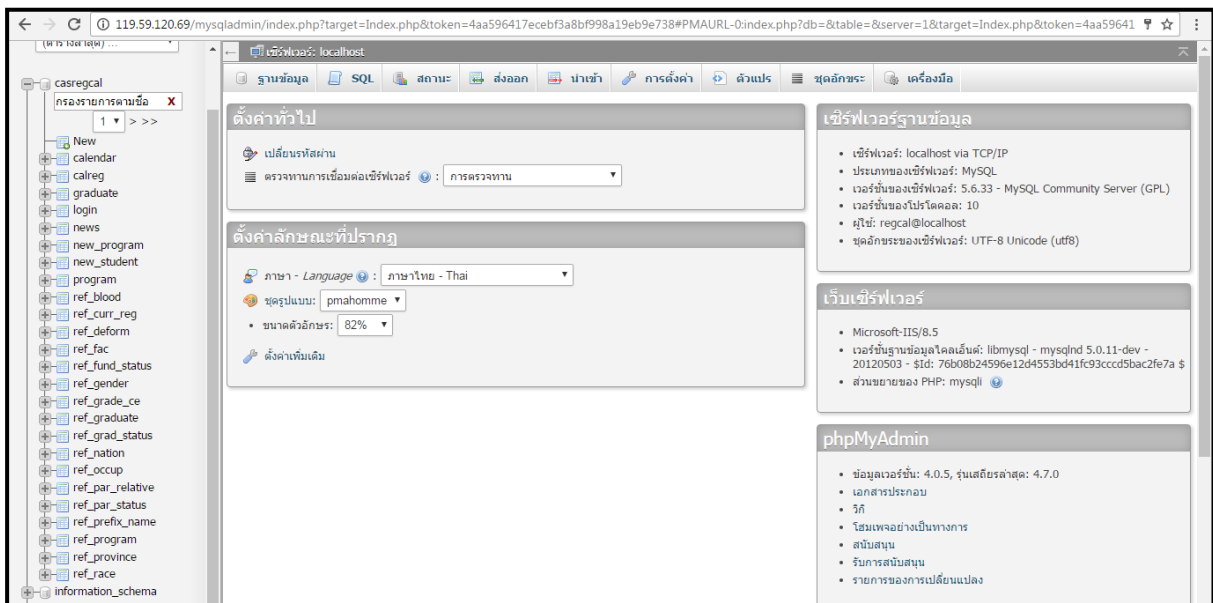 119.59.120.69/mysqladmin/index.php?target=Index.php&token=4aa596417ecebf3a8bf998a19eb9e738#PMAURL-0:index.php?db=&table=&server=1&target=Index.php&token=4aa59641
(ตารางล่าสุด) ...
casregcal
กรองรายการตามชื่อ X
1 > >>
New
calendar
calreg
graduate
login
news
new_program
new_student
program
ref_blood
ref_curr_reg
ref_deform
ref_fac
ref_fund_status
ref_gender
ref_grade_ce
ref_graduate
ref_grad_status
ref_nation
ref_occup
ref_par_relative
ref_par_status
ref_prefix_name
ref_program
ref_province
ref_race
information_schema
เซิร์ฟเวอร์: localhost
ฐานข้อมูล SQL สถานะ ส่งออก นำเข้า การตั้งค่า ตัวแปร ชุดอักขระ เครื่องมือ
ตั้งค่าทั่วไป
เปลี่ยนรหัสผ่าน
ตรวจทานการเชื่อมต่อเซิร์ฟเวอร์ : การตรวจทาน
ตั้งค่าลักษณะที่ปรากฏ
ภาษา - Language : ภาษาไทย - Thai
ชุดรูปแบบ: pmahomme
• ขนาดตัวอักษร: 82%
ตั้งค่าเพิ่มเติม
เซิร์ฟเวอร์ฐานข้อมูล
• เซิร์ฟเวอร์: localhost via TCP/IP
• ประเภทของเซิร์ฟเวอร์: MySQL
• เวอร์ชั่นของเซิร์ฟเวอร์: 5.6.33 - MySQL Community Server (GPL)
• เวอร์ชั่นของโปรโตคอล: 10
• ผู้ใช้: regcal@localhost
• ชุดอักขระของเซิร์ฟเวอร์: UTF-8 Unicode (utf8)
เว็บเซิร์ฟเวอร์
• Microsoft-IIS/8.5
• เวอร์ชั่นฐานข้อมูลไคลเอ็นต์: libmysql - mysqlnd 5.0.11-dev -
20120503 - $Id: 76b08b24596e12d4553bd41fc93cccd5bac2fe7a $
• ส่วนขยายของ PHP: mysqli
phpMyAdmin
• ข้อมูลเวอร์ชั่น: 4.0.5, รุ่นเสถียรล่าสุด: 4.7.0
• เอกสารประกอบ
• วิกิ
• โฮมเพจอย่างเป็นทางการ
• สนับสนุน
• รับการสนับสนุน
• รายการของการเปลี่ยนแปลง